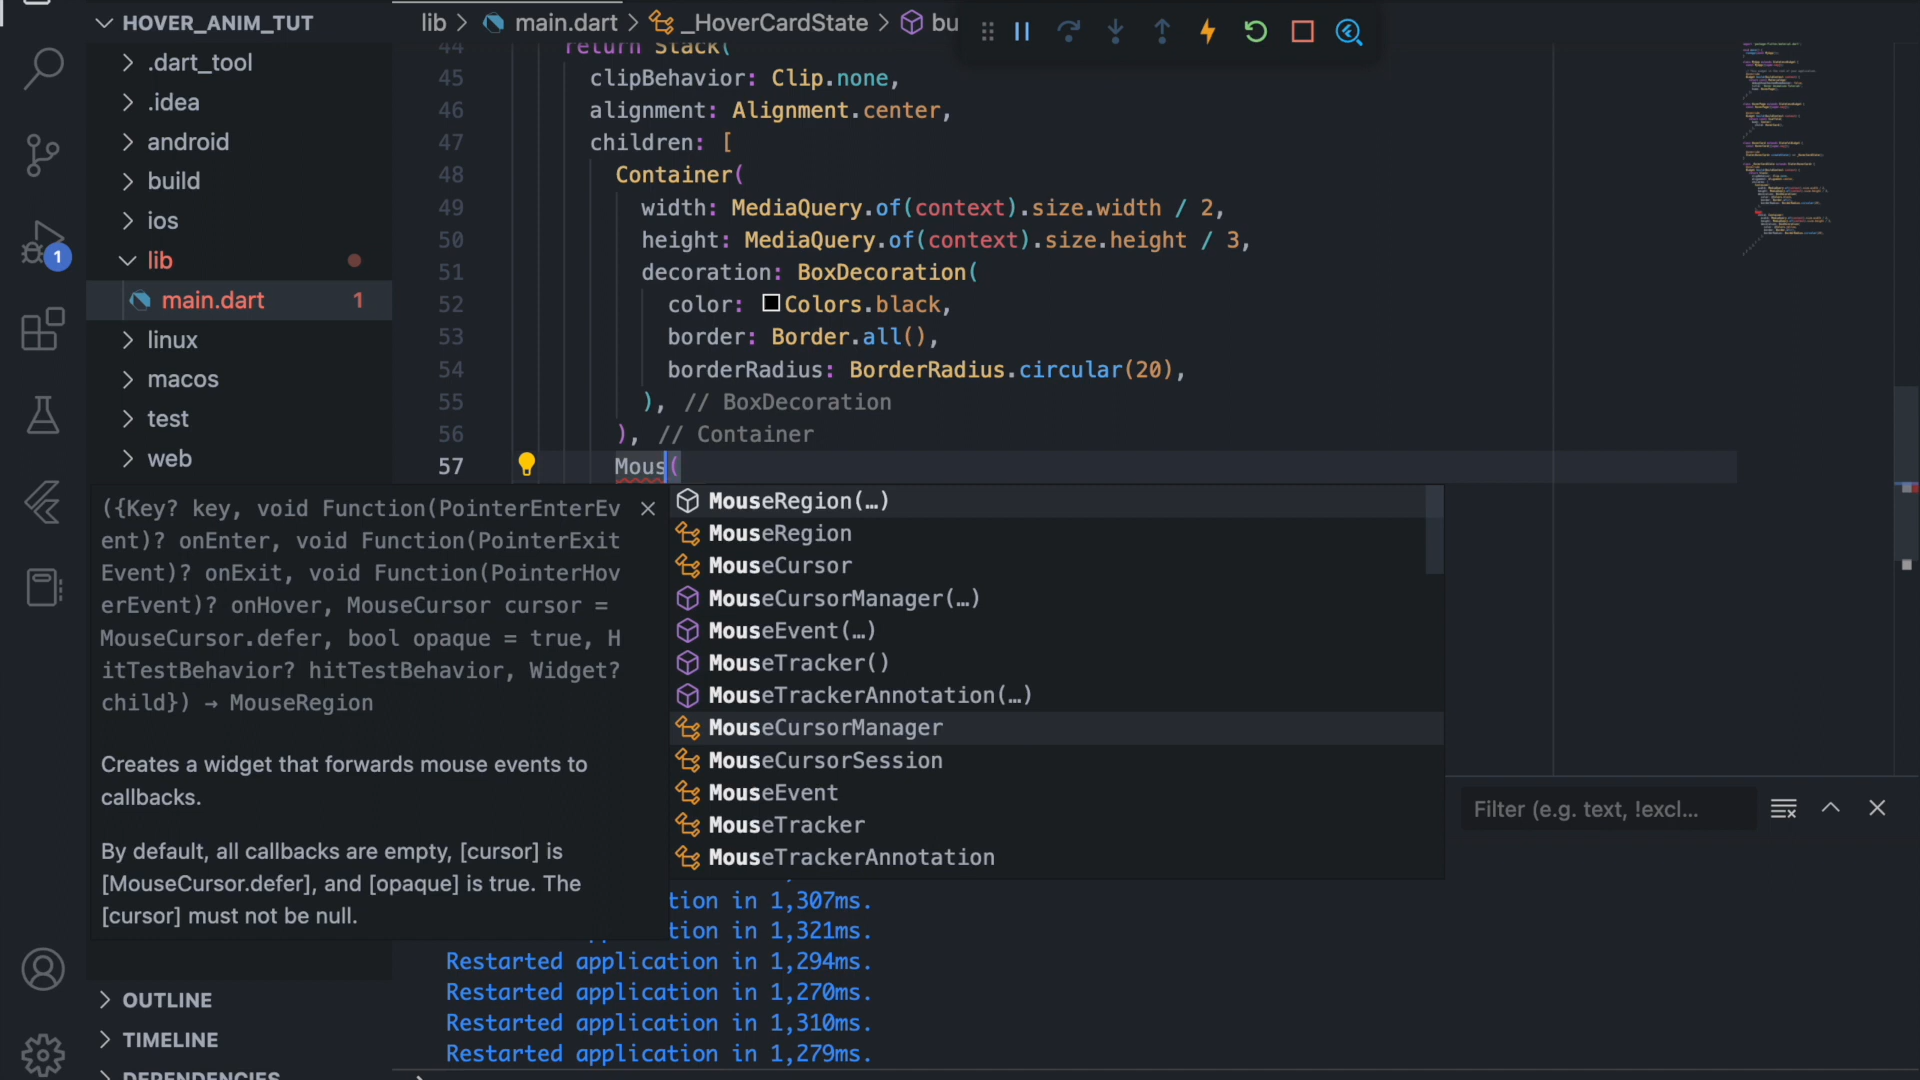 HOVER_ANIM_TUT
.dart_tool
.idea
android
build
ios
lib
main.dart 1
linux
macos
test
web
1
lib > main.dart > _HoverCardState > bu
44 return Stack(
45 clipBehavior: Clip.none,
46 alignment: Alignment.center,
47 children: [
48 Container(
49 width: MediaQuery.of(context).size.width / 2,
50 height: MediaQuery.of(context).size.height / 3,
51 decoration: BoxDecoration(
52 color: Colors.black,
53 border: Border.all(),
54 borderRadius: BorderRadius.circular(20),
55 ), // BoxDecoration
56 ), // Container
57 Mous(
({Key? key, void Function(PointerEnterEv
ent)? onEnter, void Function(PointerExit
Event)? onExit, void Function(PointerHov
erEvent)? onHover, MouseCursor cursor =
MouseCursor.defer, bool opaque = true, H
itTestBehavior? hitTestBehavior, Widget?
child}) → MouseRegion
Creates a widget that forwards mouse events to
callbacks.
By default, all callbacks are empty, [cursor] is
[MouseCursor.defer], and [opaque] is true. The
[cursor] must not be null.
MouseRegion(…)
MouseRegion
MouseCursor
MouseCursorManager(…)
MouseEvent(…)
MouseTracker()
MouseTrackerAnnotation(…)
MouseCursorManager
MouseCursorSession
MouseEvent
MouseTracker
MouseTrackerAnnotation
Filter (e.g. text, !excl...
tion in 1,307ms.
tion in 1,321ms.
Restarted application in 1,294ms.
Restarted application in 1,270ms.
Restarted application in 1,310ms.
Restarted application in 1,279ms.
OUTLINE
TIMELINE
DEPENDENCIES